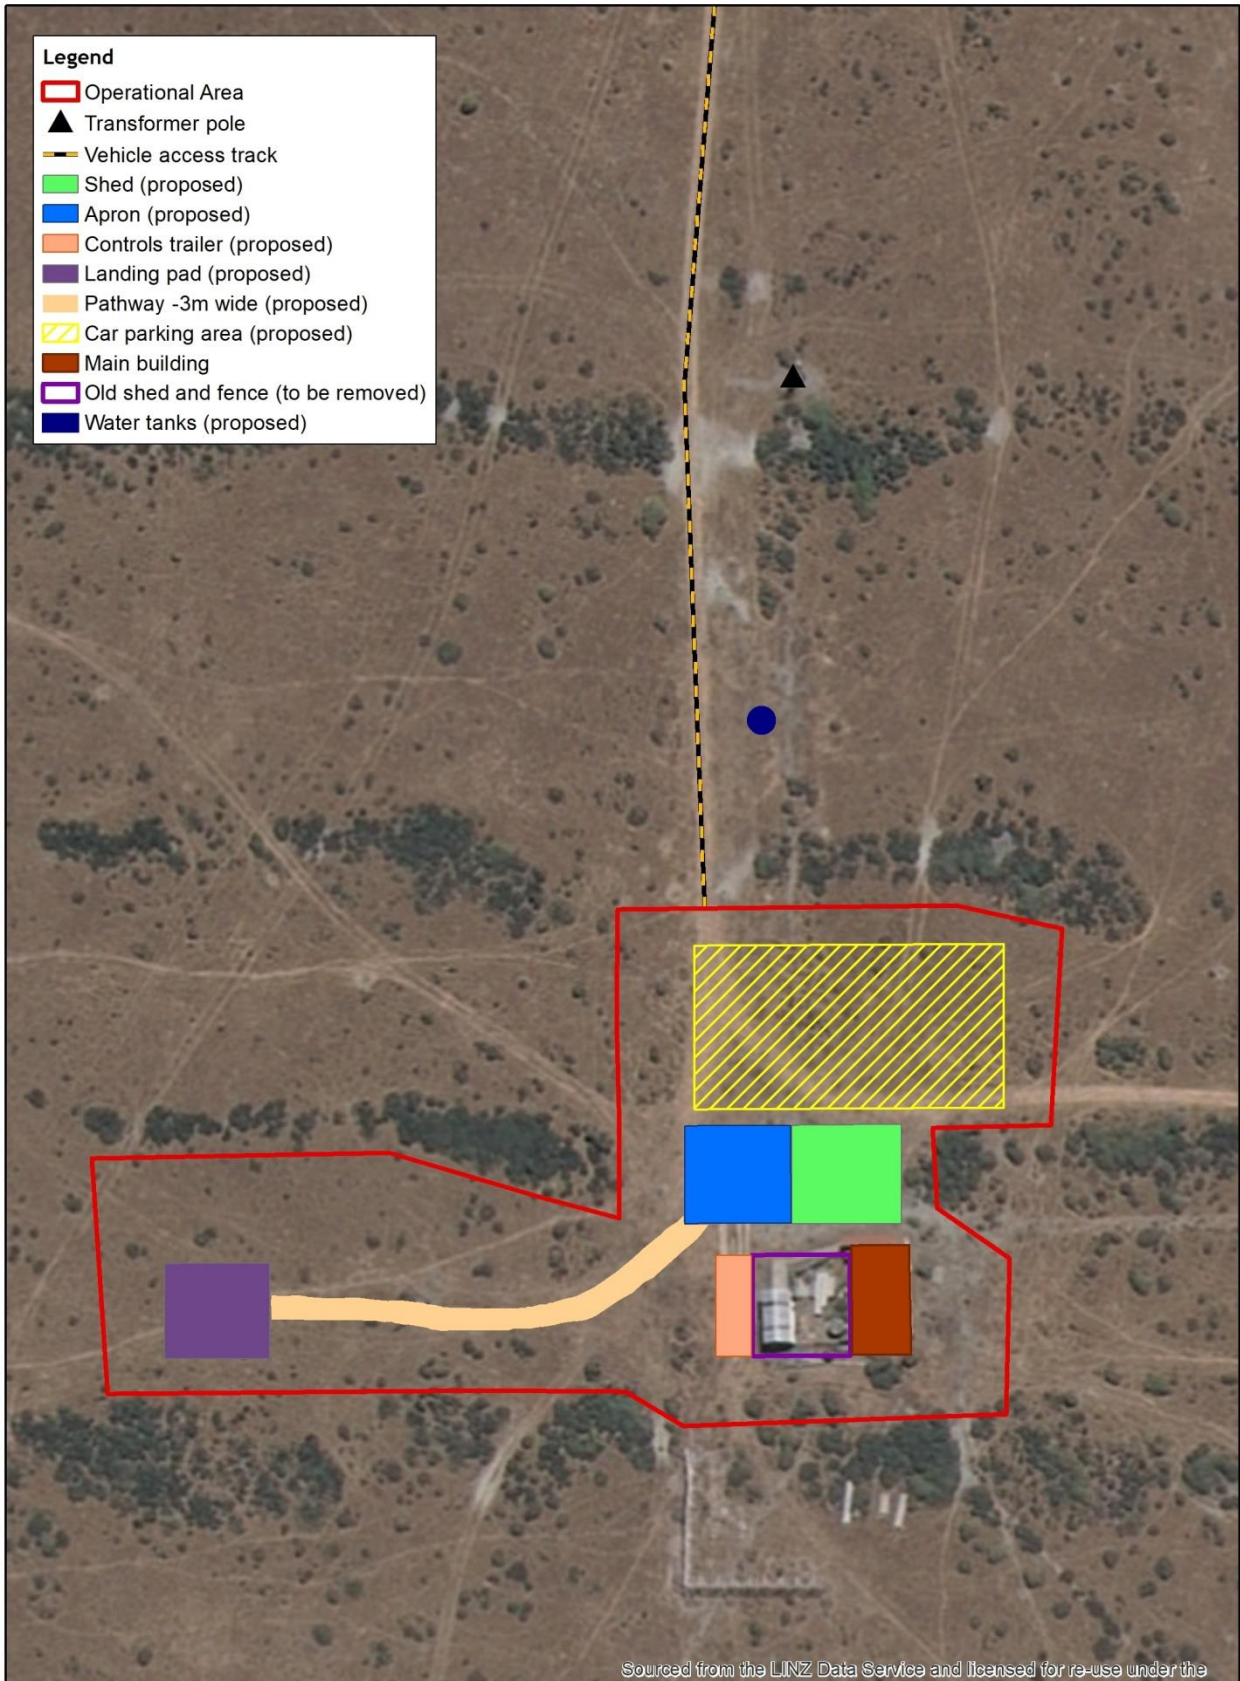 Legend
Operational Area
Transformer pole
Vehicle access track
Shed (proposed)
Apron (proposed)
Controls trailer (proposed)
Landing pad (proposed)
Pathway -3m wide (proposed)
Car parking area (proposed)
Main building
Old shed and fence (to be removed)
Water tanks (proposed)
Sourced from the LINZ Data Service and licensed for re-use under the